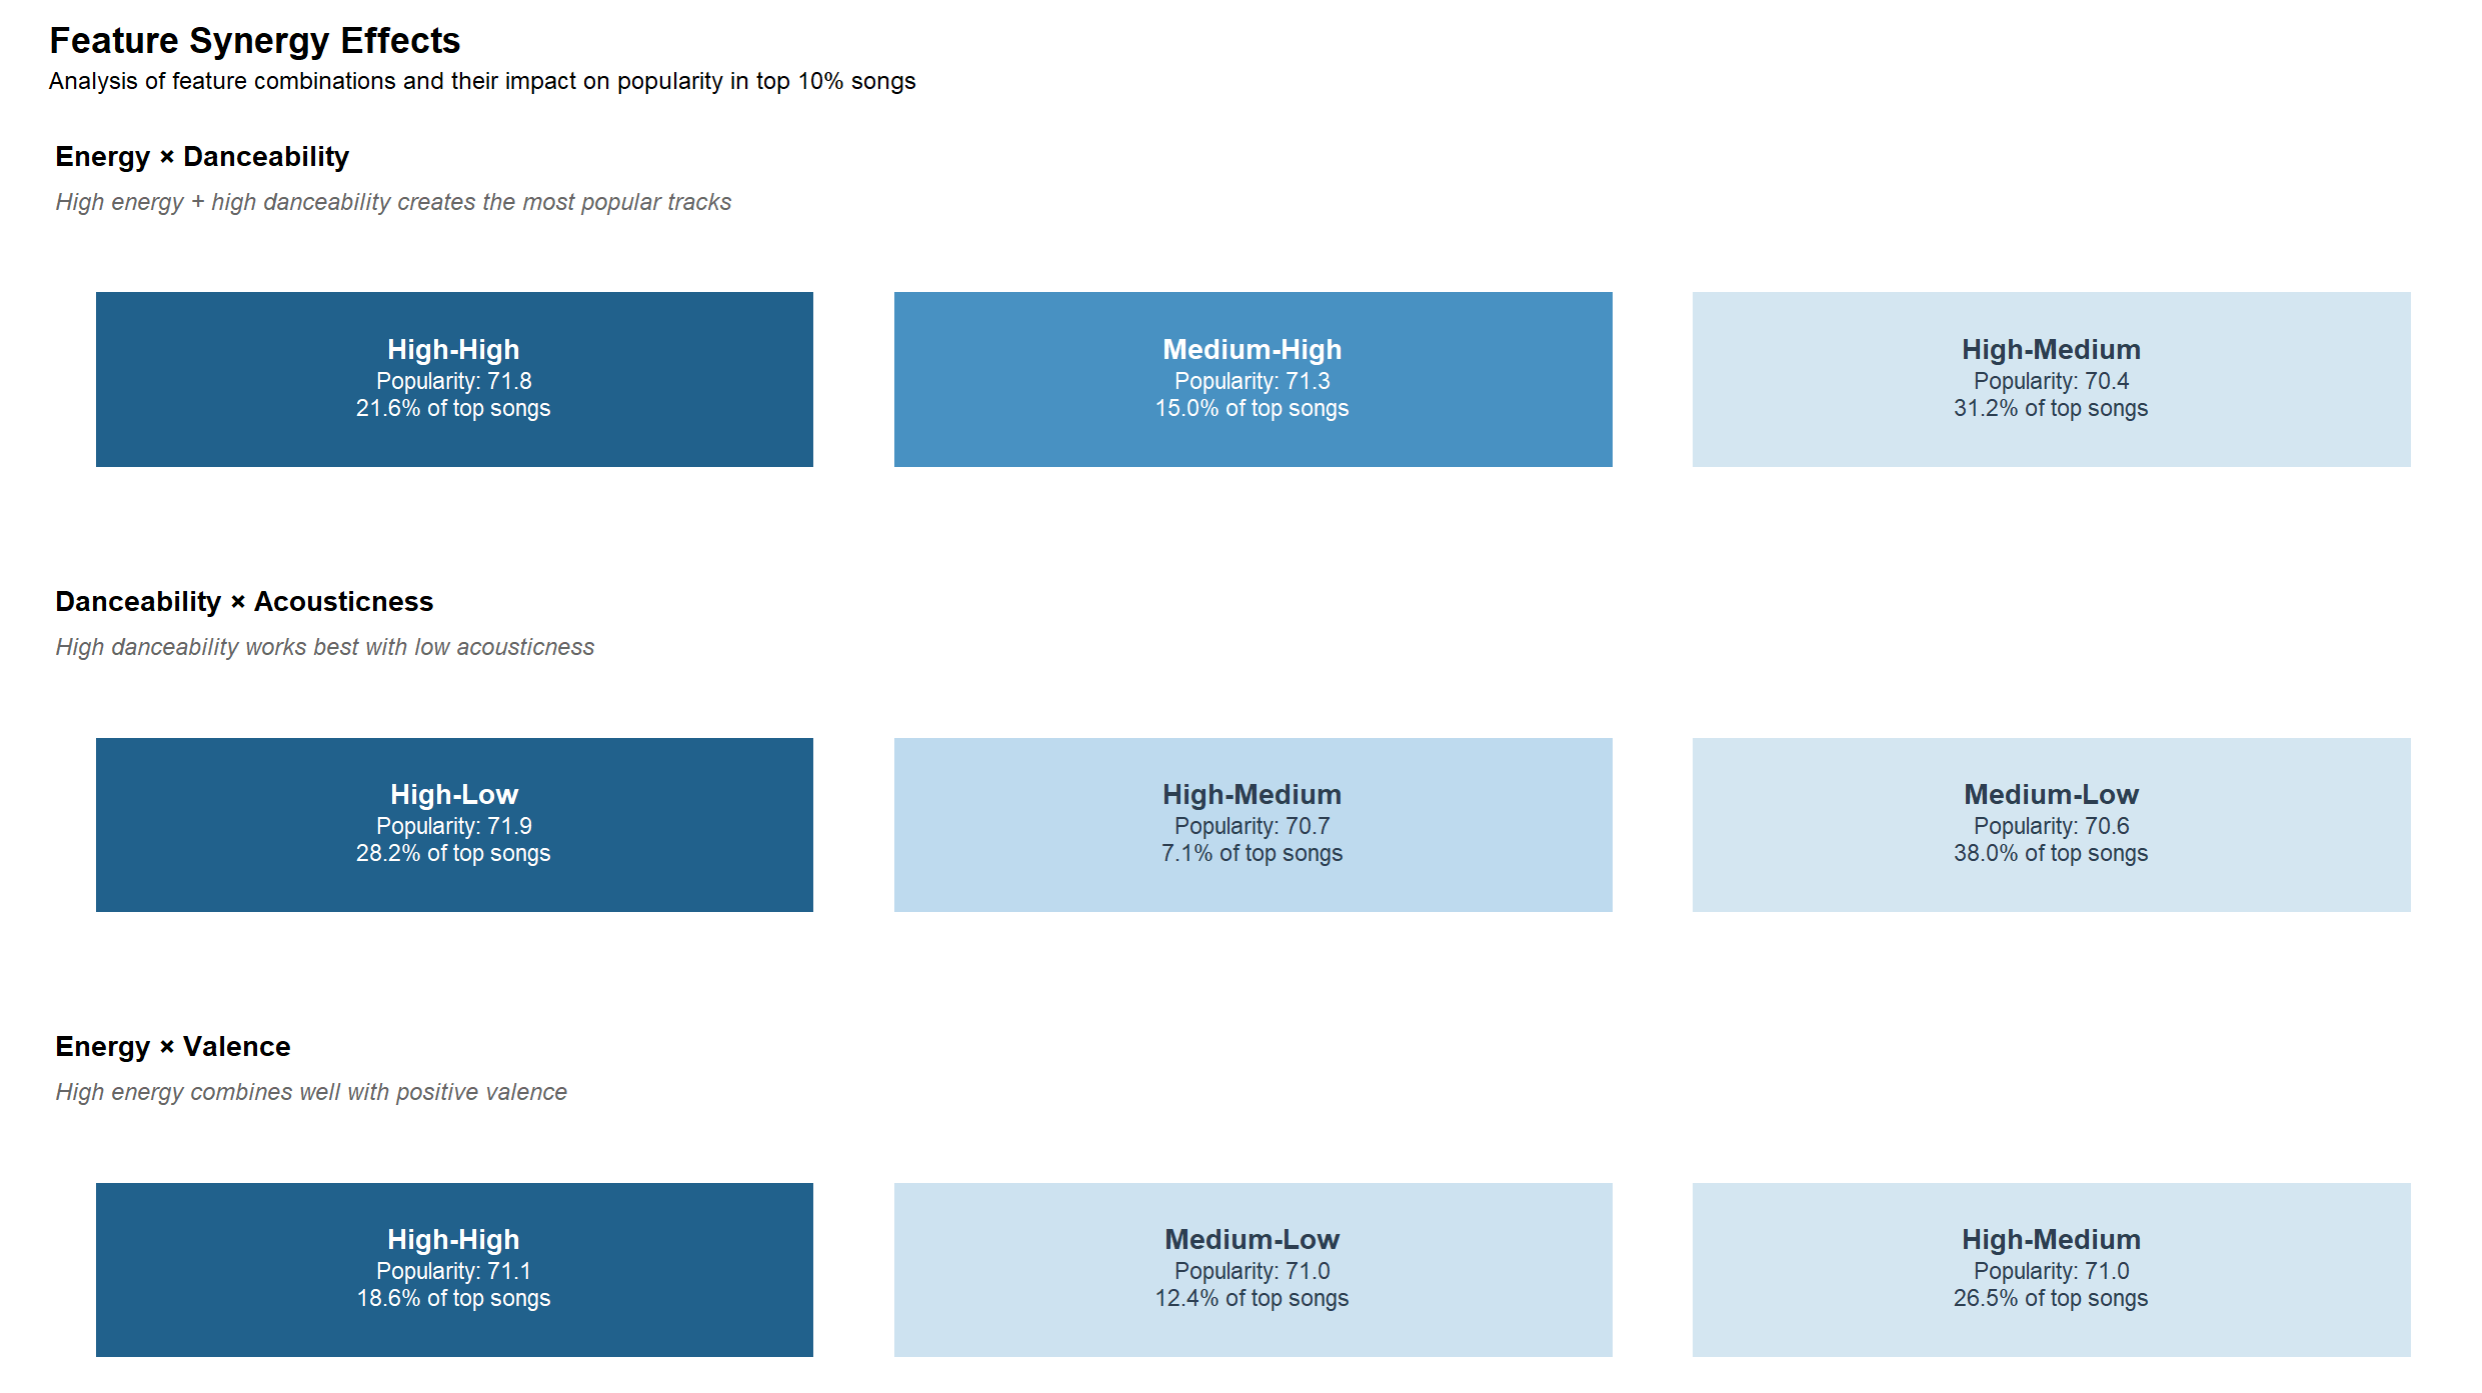 Feature Synergy Effects
Analysis of feature combinations and their impact on popularity in top 10% songs
Energy × Danceability
High energy + high danceability creates the most popular tracks
High-High
Popularity: 71.8
21.6% of top songs
Medium-High
Popularity: 71.3
15.0% of top songs
High-Medium
Popularity: 70.4
31.2% of top songs
Danceability × Acousticness
High danceability works best with low acousticness
High-Low
Popularity: 71.9
28.2% of top songs
High-Medium
Popularity: 70.7
7.1% of top songs
Medium-Low
Popularity: 70.6
38.0% of top songs
Energy × Valence
High energy combines well with positive valence
High-High
Popularity: 71.1
18.6% of top songs
Medium-Low
Popularity: 71.0
12.4% of top songs
High-Medium
Popularity: 71.0
26.5% of top songs